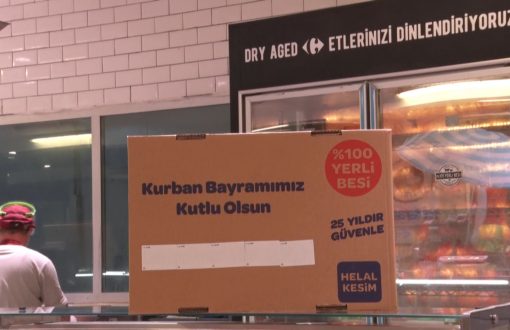 DRY AGED ETLERİNİZİ DİNLENDİRİYORUZ
%100
YERLİ
BESİ
Kurban Bayramımız
Kutlu Olsun
25 YILDIR
GÜVENLE
HELAL
KESİM